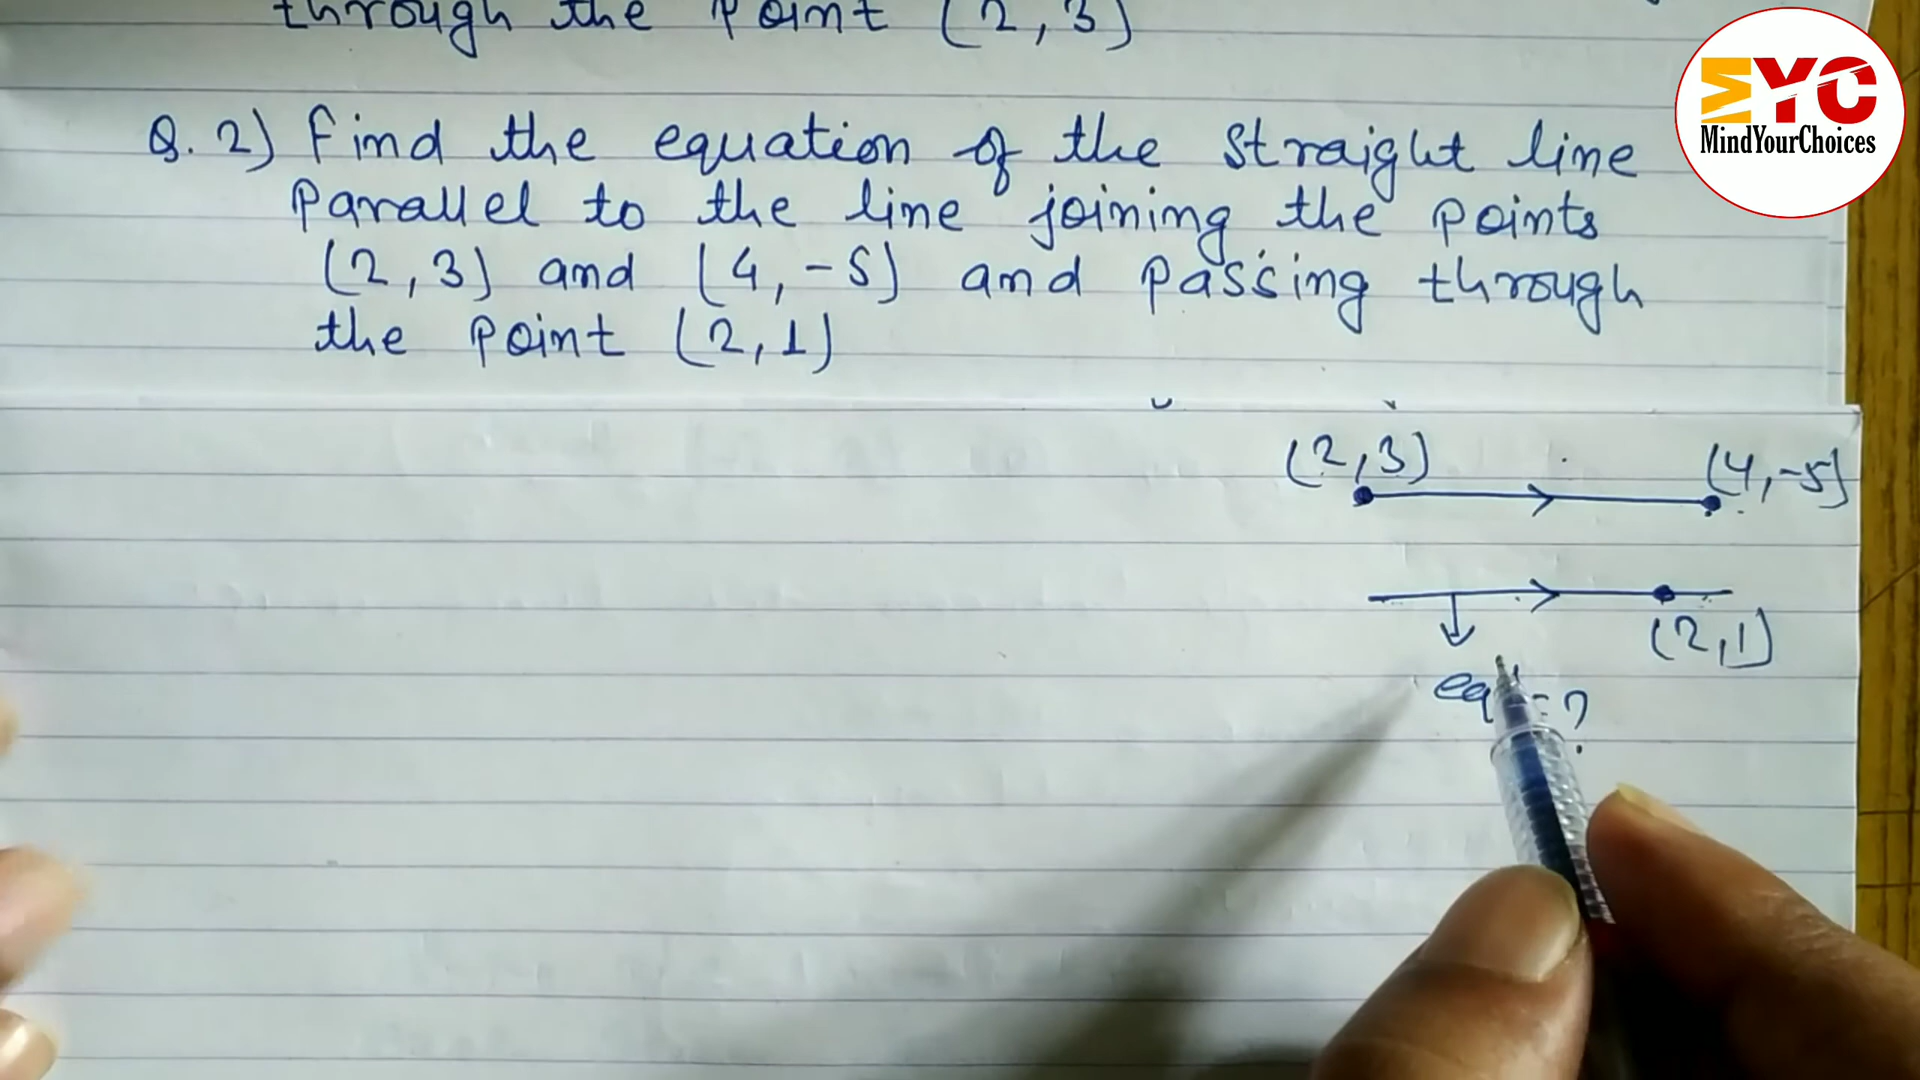 through the point (2,3)
Q. 2) Find the equation of the straight line
parallel to the line joining the points
(2,3) and (4,-5) and passing through
the point (2,1)
(2,3)
(4,-5)
(2,1)
= ?
MYC
MindYourChoices